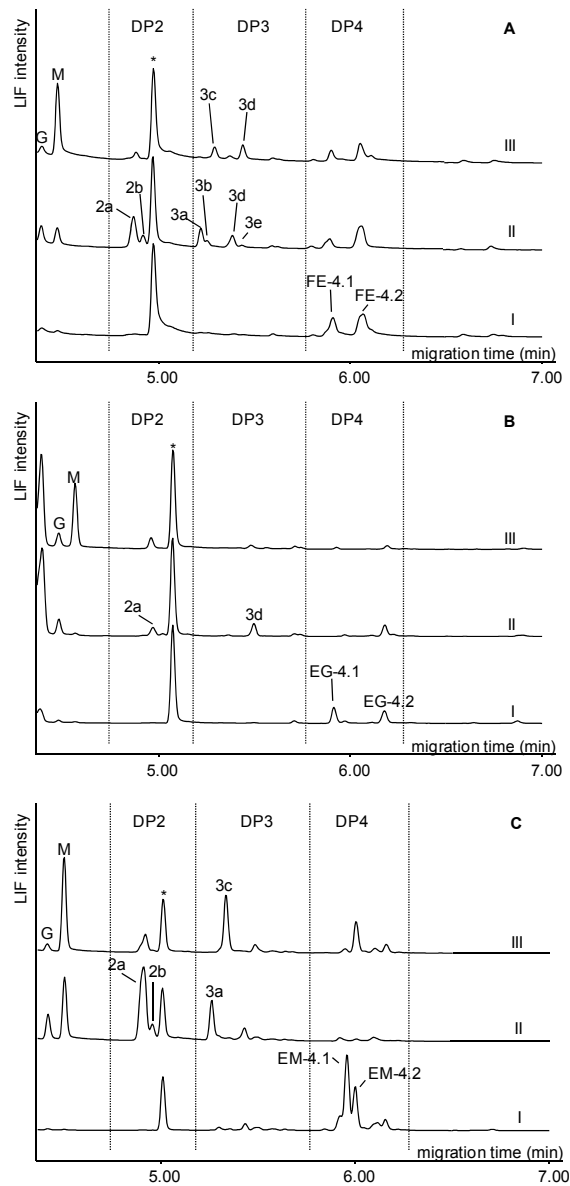 LIF intensity
DP2 DP3 DP4 A
*
M
G
3c
3d
III
2a
2b
3a
3b
3d
3e
II
FE-4.1
FE-4.2
I
migration time (min)
5.00 6.00 7.00
LIF intensity
DP2 DP3 DP4 B
*
M
G
III
2a
3d
II
EG-4.1
EG-4.2
I
migration time (min)
5.00 6.00 7.00
LIF intensity
DP2 DP3 DP4 C
M
*
3c
G
III
2a
2b
3a
II
EM-4.1
EM-4.2
I
migration time (min)
5.00 6.00 7.00